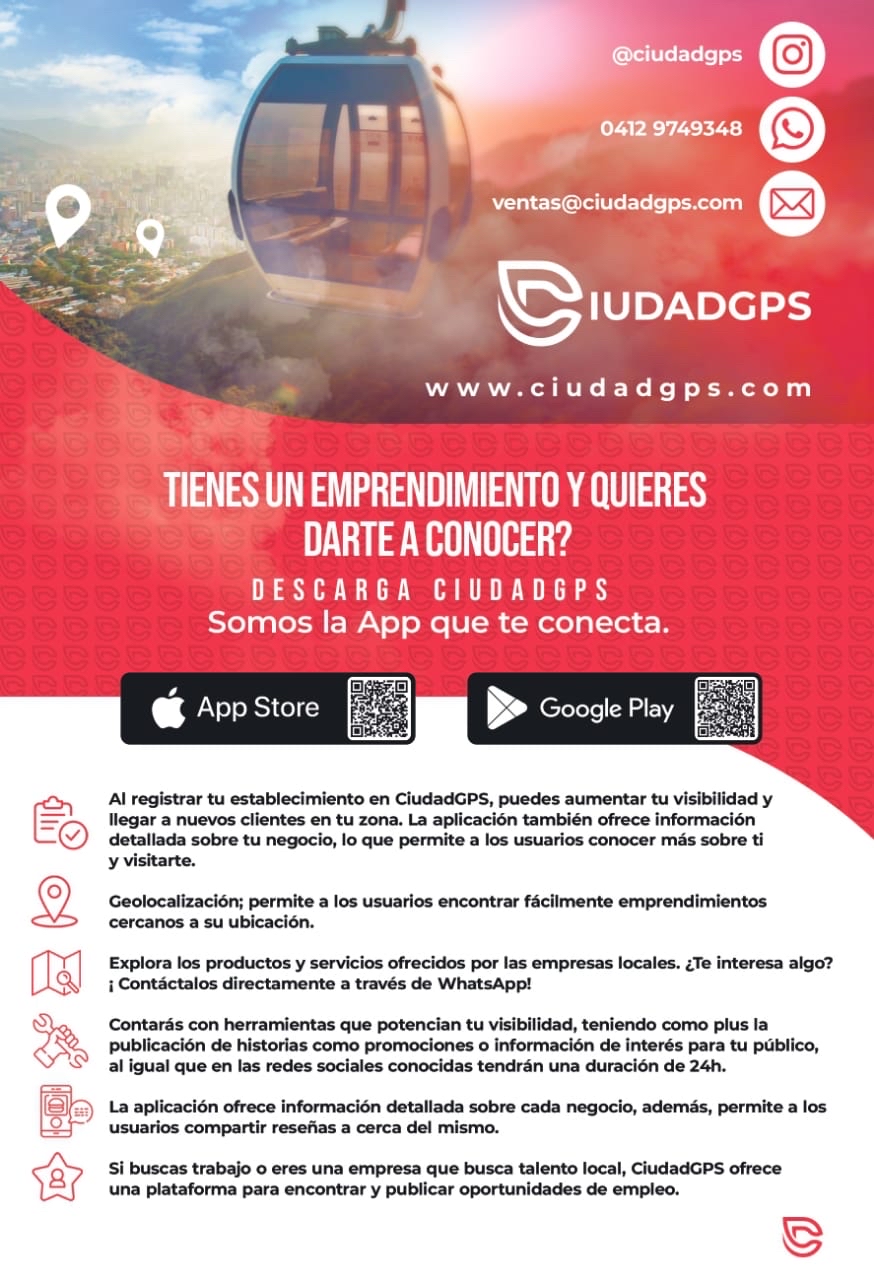 @ciudadgps
0412 9749348
ventas@ciudadgps.com
CIUDADGPS
www.ciudadgps.com
TIENES UN EMPRENDIMIENTO Y QUIERES
DARTE A CONOCER?
DESCARGA CIUDADGPS
Somos la App que te conecta.
App Store
Google Play
Al registrar tu establecimiento en CiudadGPS, puedes aumentar tu visibilidad y
llegar a nuevos clientes en tu zona. La aplicación también ofrece información
detallada sobre tu negocio, lo que permite a los usuarios conocer más sobre ti
y visitarte.
Geolocalización; permite a los usuarios encontrar fácilmente emprendimientos
cercanos a su ubicación.
Explora los productos y servicios ofrecidos por las empresas locales. ¿Te interesa algo?
¡ Contáctalos directamente a través de WhatsApp!
Contarás con herramientas que potencian tu visibilidad, teniendo como plus la
publicación de historias como promociones o información de interés para tu público,
al igual que en las redes sociales conocidas tendrán una duración de 24h.
La aplicación ofrece información detallada sobre cada negocio, además, permite a los
usuarios compartir reseñas a cerca del mismo.
Si buscas trabajo o eres una empresa que busca talento local, CiudadGPS ofrece
una plataforma para encontrar y publicar oportunidades de empleo.